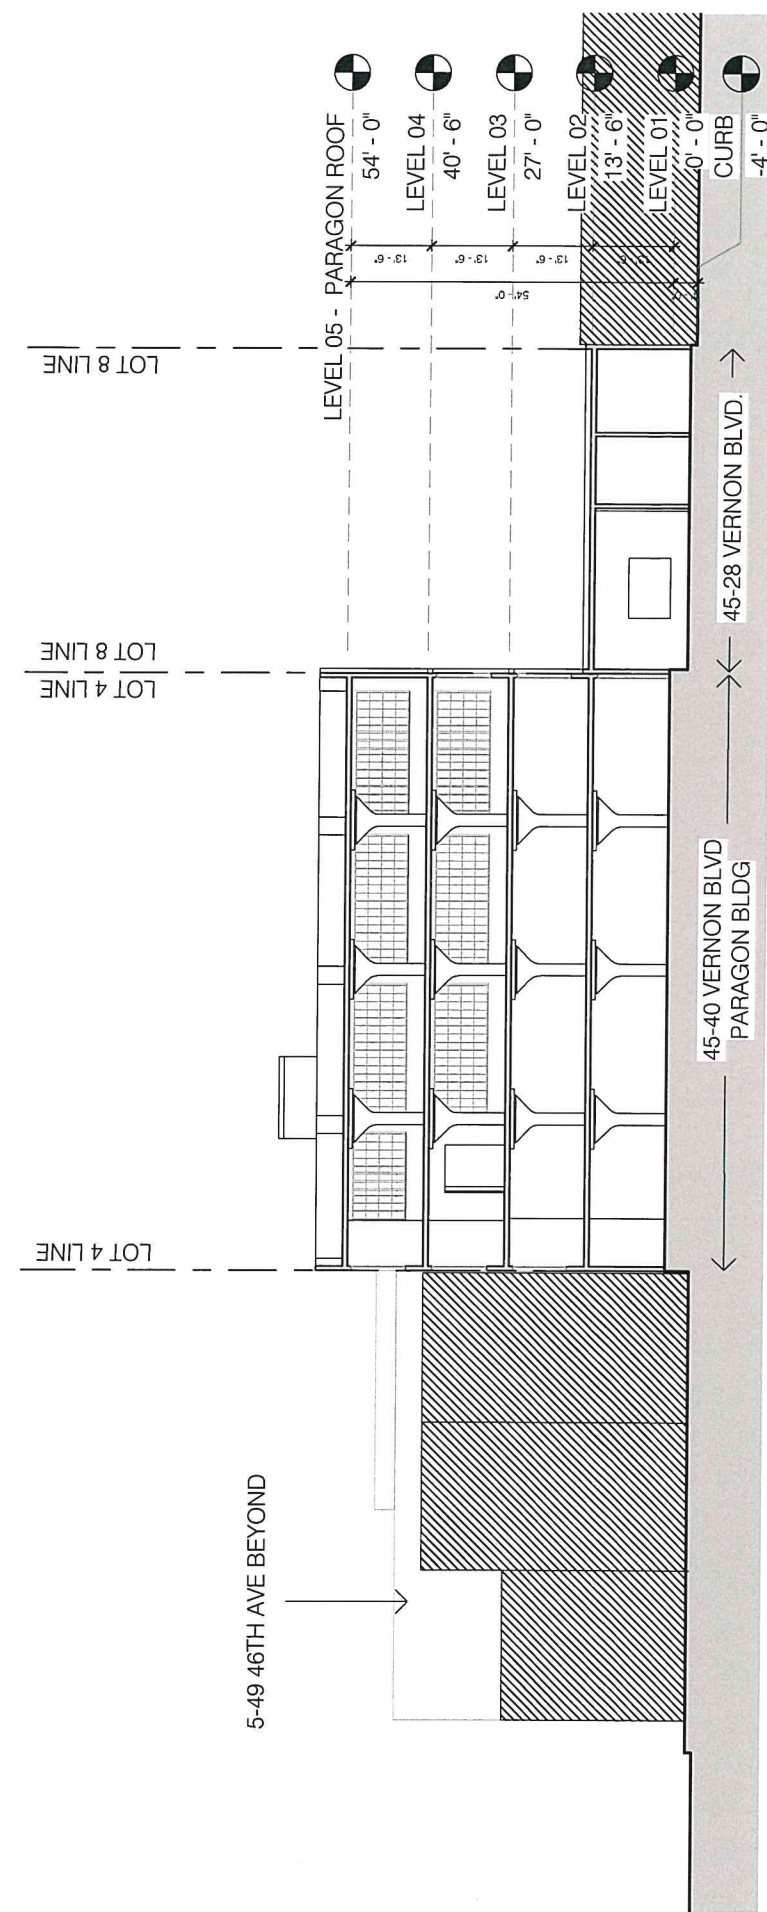 LOT 4 LINE
LOT 4 LINE
LOT 8 LINE
LOT 8 LINE
5-49 46TH AVE BEYOND
LEVEL 05 - PARAGON ROOF
54' - 0"
LEVEL 04
40' - 6"
LEVEL 03
27' - 0"
LEVEL 02
13' - 6"
LEVEL 01
0' - 0"
CURB
-4' - 0"
13' - 6"
13' - 6"
13' - 6"
13' - 6"
54' - 0"
45-40 VERNON BLVD
PARAGON BLDG
45-28 VERNON BLVD.